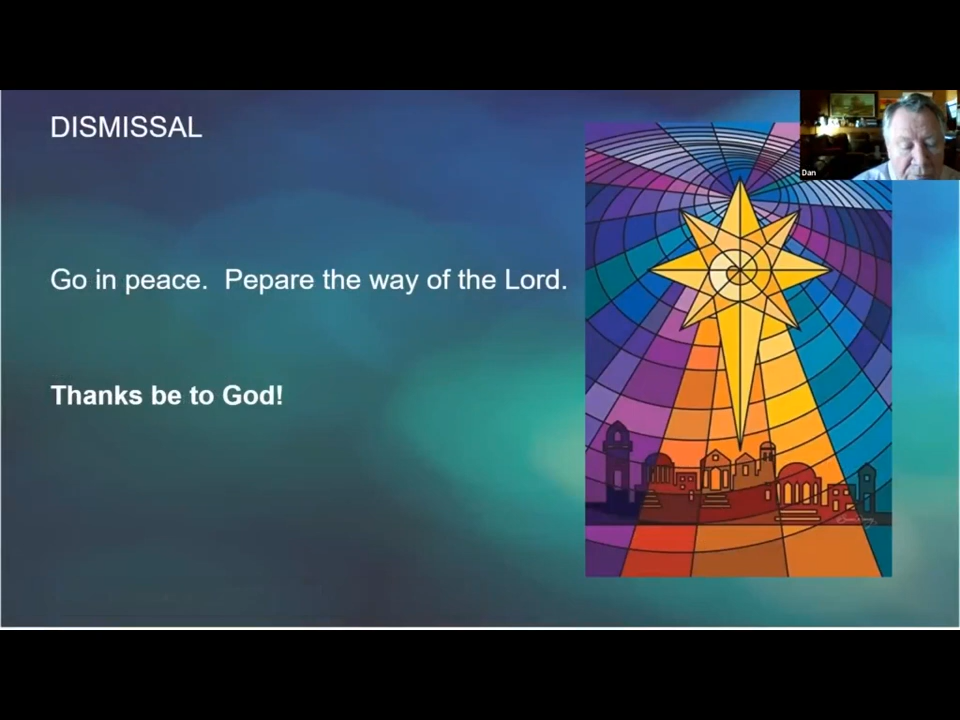 DISMISSAL
Dan
Go in peace.  Pepare the way of the Lord.
Thanks be to God!